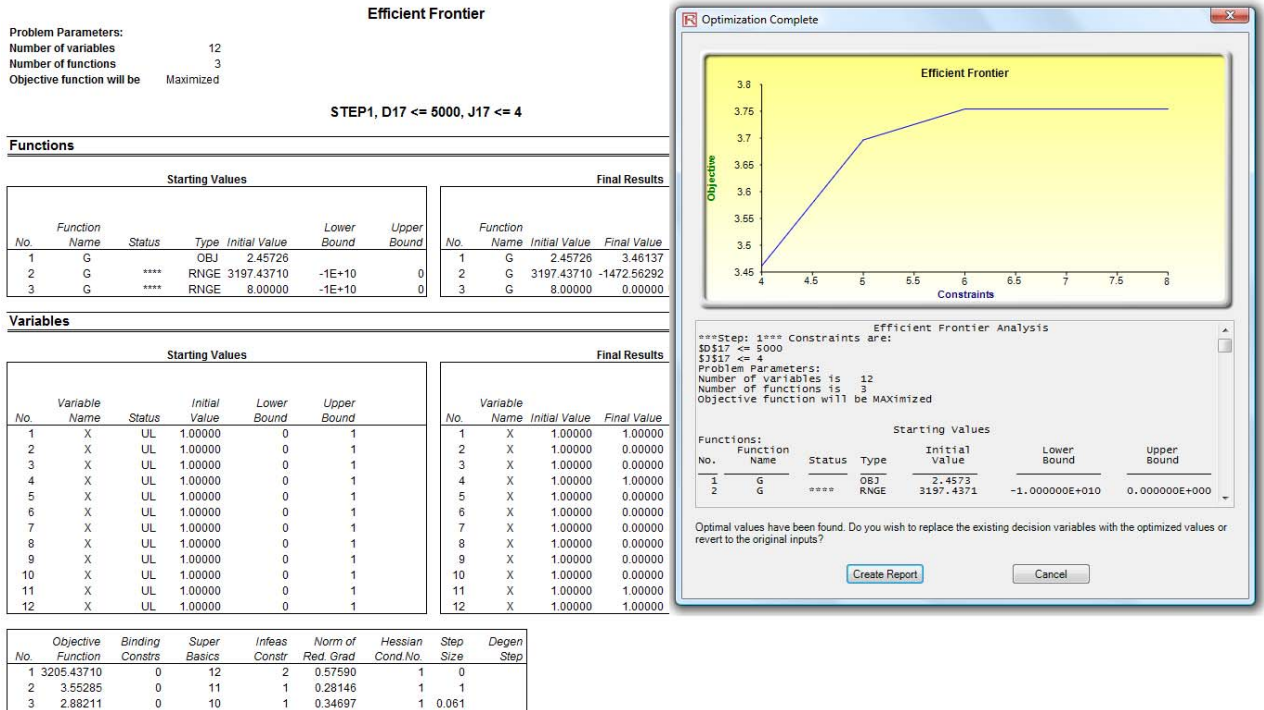 Efficient Frontier
Problem Parameters:
Number of variables 12
Number of functions 3
Objective function will be Maximized
STEP1, D17 <= 5000, J17 <= 4
Functions
Starting Values Final Results
Function Lower Upper Function
No. Name Status Type Initial Value Bound Bound No. Name Initial Value Final Value
1 G OBJ 2.45726 1 G 2.45726 3.46137
2 G **** RNGE 3197.43710 -1E+10 0 2 G 3197.43710 -1472.56292
3 G **** RNGE 8.00000 -1E+10 0 3 G 8.00000 0.00000
Variables
Starting Values Final Results
Variable Initial Lower Upper Variable
No. Name Status Value Bound Bound No. Name Initial Value Final Value
1 X UL 1.00000 0 1 1 X 1.00000 1.00000
2 X UL 1.00000 0 1 2 X 1.00000 0.00000
3 X UL 1.00000 0 1 3 X 1.00000 0.00000
4 X UL 1.00000 0 1 4 X 1.00000 1.00000
5 X UL 1.00000 0 1 5 X 1.00000 0.00000
6 X UL 1.00000 0 1 6 X 1.00000 0.00000
7 X UL 1.00000 0 1 7 X 1.00000 0.00000
8 X UL 1.00000 0 1 8 X 1.00000 0.00000
9 X UL 1.00000 0 1 9 X 1.00000 0.00000
10 X UL 1.00000 0 1 10 X 1.00000 0.00000
11 X UL 1.00000 0 1 11 X 1.00000 1.00000
12 X UL 1.00000 0 1 12 X 1.00000 1.00000
Objective Binding Super Infeas Norm of Hessian Step Degen
No. Function Constrs Basics Constr Red. Grad Cond.No. Size Step
1 3205.43710 0 12 2 0.57590 1 0
2 3.55285 0 11 1 0.28146 1 1
3 2.88211 0 10 1 0.34697 1 0.061
Optimization Complete
Efficient Frontier
3.8
3.75
3.7
3.65
3.6
3.55
3.5
3.45
Objective
4 4.5 5 5.5 6 6.5 7 7.5 8
Constraints
Efficient Frontier Analysis
***Step: 1*** Constraints are:
$D$17 <= 5000
$J$17 <= 4
Problem Parameters:
Number of variables is 12
Number of functions is 3
Objective function will be MAXimized
Starting Values
Functions:
Function Initial Lower Upper
No. Name Status Type Value Bound Bound
1 G OBJ 2.4573
2 G **** RNGE 3197.4371 -1.000000E+010 0.000000E+000
Optimal values have been found. Do you wish to replace the existing decision variables with the optimized values or
revert to the original inputs?
Create Report Cancel